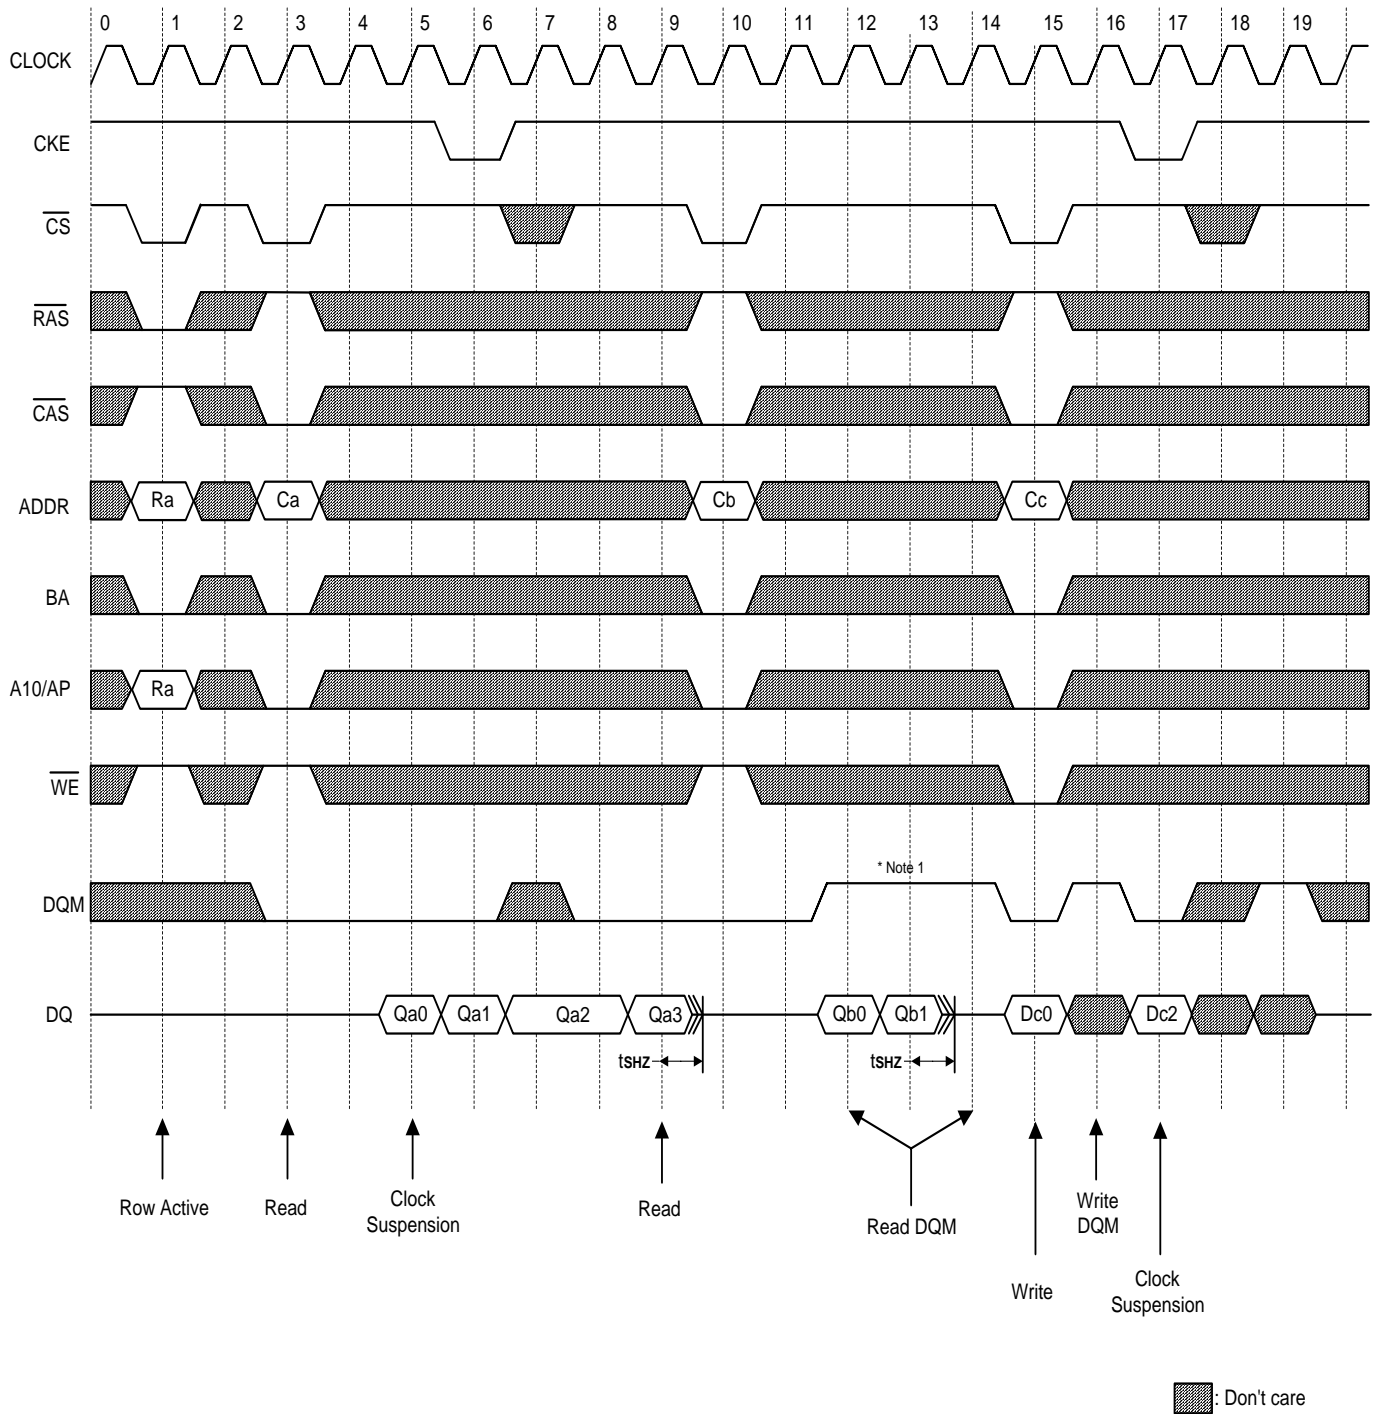 0 1 2 3 4 5 6 7 8 9 10 11 12 13 14 15 16 17 18 19
CLOCK
CKE
CS
RAS
CAS
ADDR Ra Ca Cb Cc
BA
A10/AP Ra
WE
* Note 1
DQM
DQ Qa0 Qa1 Qa2 Qa3 Qb0 Qb1 Dc0 Dc2
tSHZ tSHZ
Row Active
Read
Clock
Suspension
Read
Read DQM
Write
DQM
Write
Clock
Suspension
: Don't care